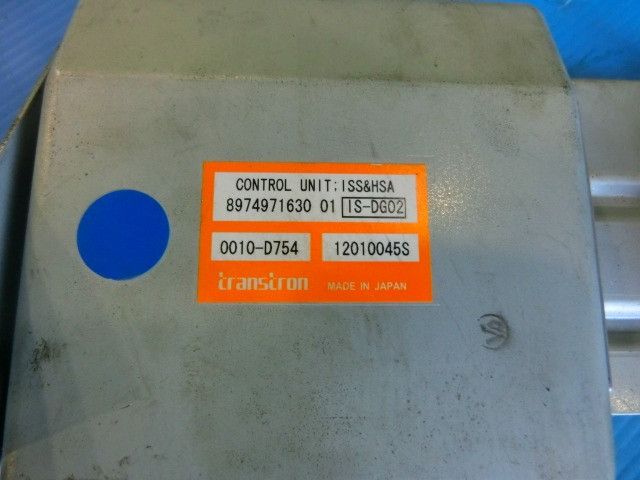 CONTROL UNIT:ISS&HSA
8974971630 01 IS-DG02
0010-D754 12010045S
transtron MADE IN JAPAN